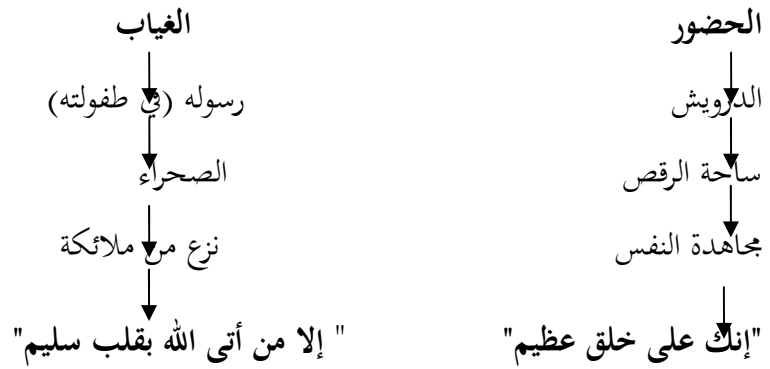 الحضور الغياب
الدرويش رسوله (في طفولته)
ساحة الرقص الصحراء
مجاهدة النفس نزع من ملائكة
"إنك على خلق عظيم" " إلا من أتى الله بقلب سليم"